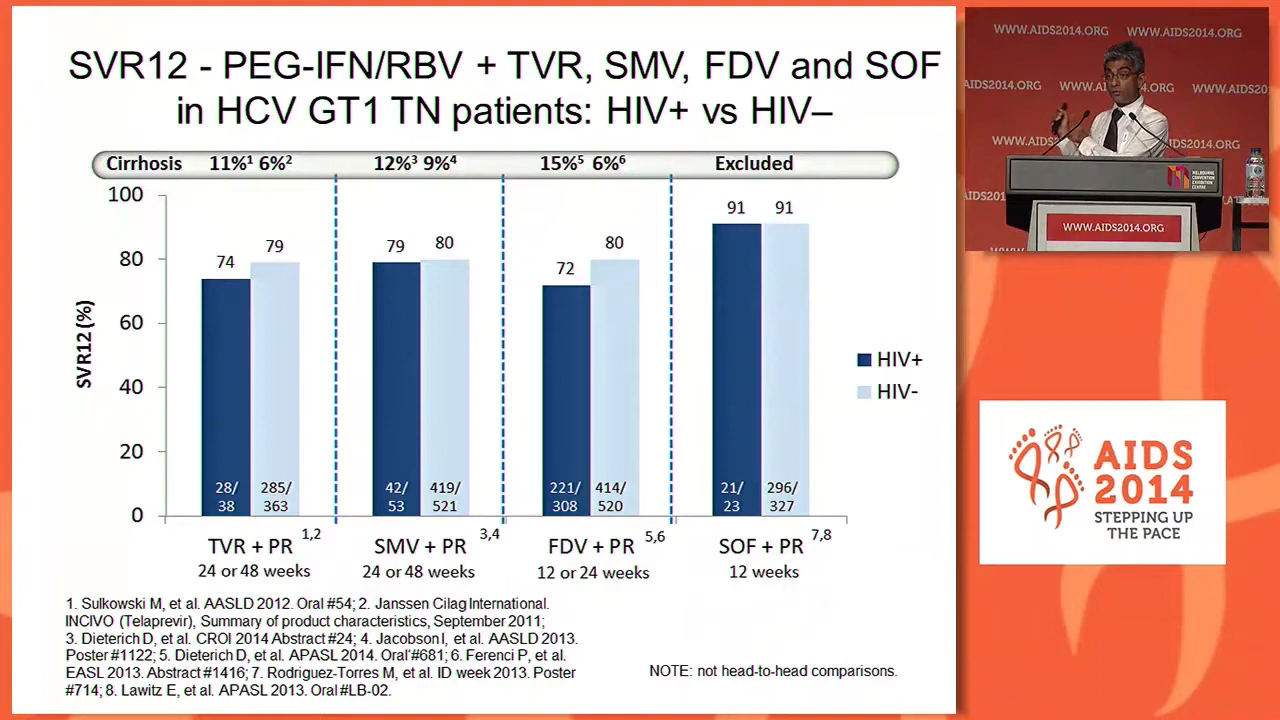 SVR12 - PEG-IFN/RBV + TVR, SMV, FDV and SOF
in HCV GT1 TN patients: HIV+ vs HIV–
Cirrhosis 11%1 6%2 12%3 9%4 15%5 6%6 Excluded
SVR12 (%)
100
80
60
40
20
0
74 79
79 80
72 80
91 91
28/
38
285/
363
42/
53
419/
521
221/
308
414/
520
21/
23
296/
327
TVR + PR 1,2
24 or 48 weeks
SMV + PR 3,4
24 or 48 weeks
FDV + PR 5,6
12 or 24 weeks
SOF + PR 7,8
12 weeks
HIV+
HIV-
1. Sulkowski M, et al. AASLD 2012. Oral #54; 2. Janssen Cilag International.
INCIVO (Telaprevir), Summary of product characteristics, September 2011;
3. Dieterich D, et al. CROI 2014 Abstract #24; 4. Jacobson I, et al. AASLD 2013.
Poster #1122; 5. Dieterich D, et al. APASL 2014. Oral'#681; 6. Ferenci P, et al.
EASL 2013. Abstract #1416; 7. Rodriguez-Torres M, et al. ID week 2013. Poster
#714; 8. Lawitz E, et al. APASL 2013. Oral #LB-02.
NOTE: not head-to-head comparisons.
WWW.AIDS2014.ORG WWW.AIDS2014.ORG
AIDS2014.ORG WWW.AIDS20
MELBOURNE
CONVENTION
EXHIBITION
CENTRE
WWW.AIDS2014.ORG
AIDS
2014
STEPPING UP
THE PACE